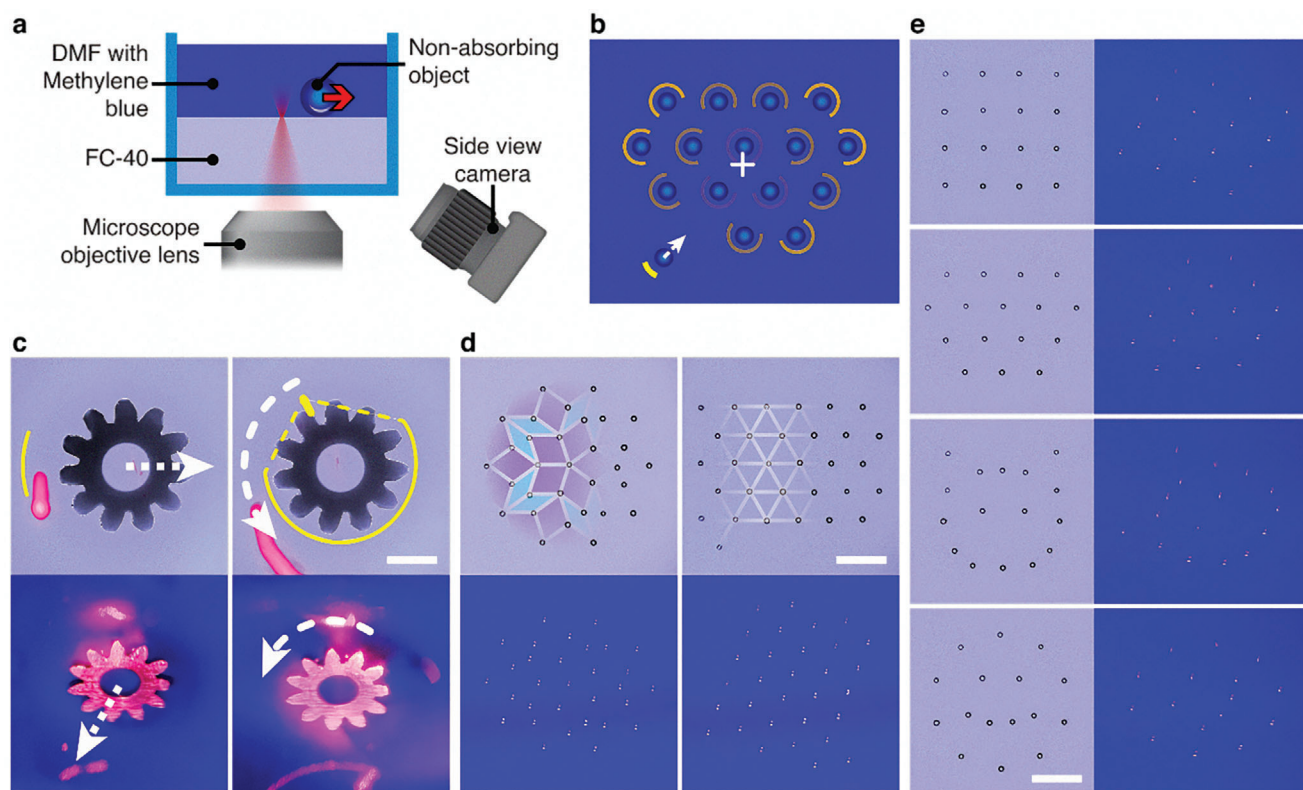 a
DMF with
Methylene
blue
Non-absorbing
object
FC-40
Side view
camera
Microscope
objective lens
b
c
d
e